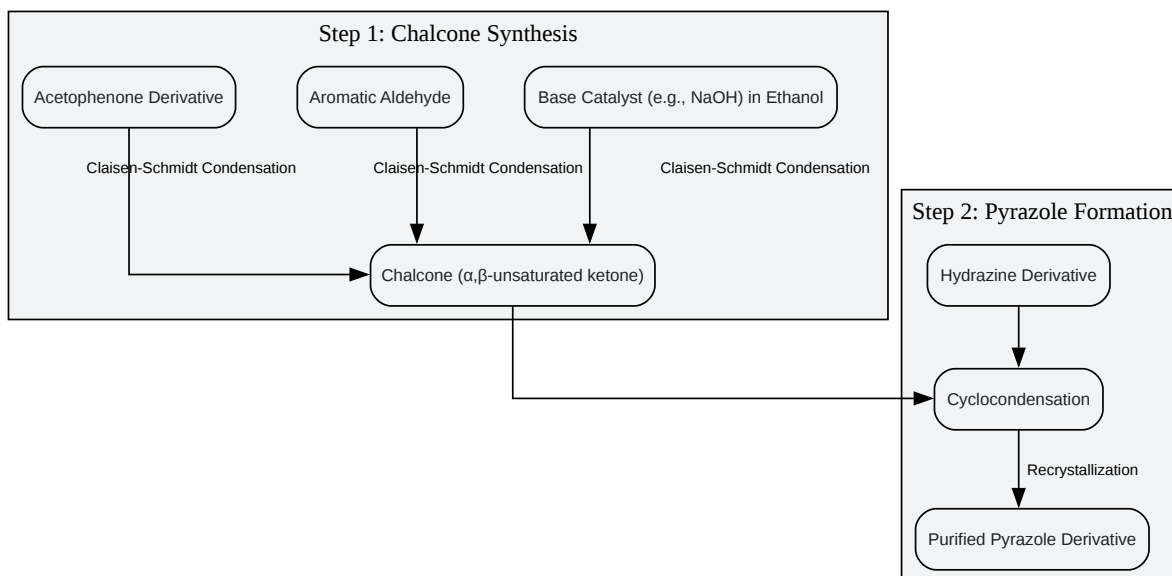 Step 1: Chalcone Synthesis
Acetophenone Derivative
Aromatic Aldehyde
Base Catalyst (e.g., NaOH) in Ethanol
Claisen-Schmidt Condensation
Claisen-Schmidt Condensation
Claisen-Schmidt Condensation
Chalcone (α,β-unsaturated ketone)
Step 2: Pyrazole Formation
Hydrazine Derivative
Cyclocondensation
Recrystallization
Purified Pyrazole Derivative